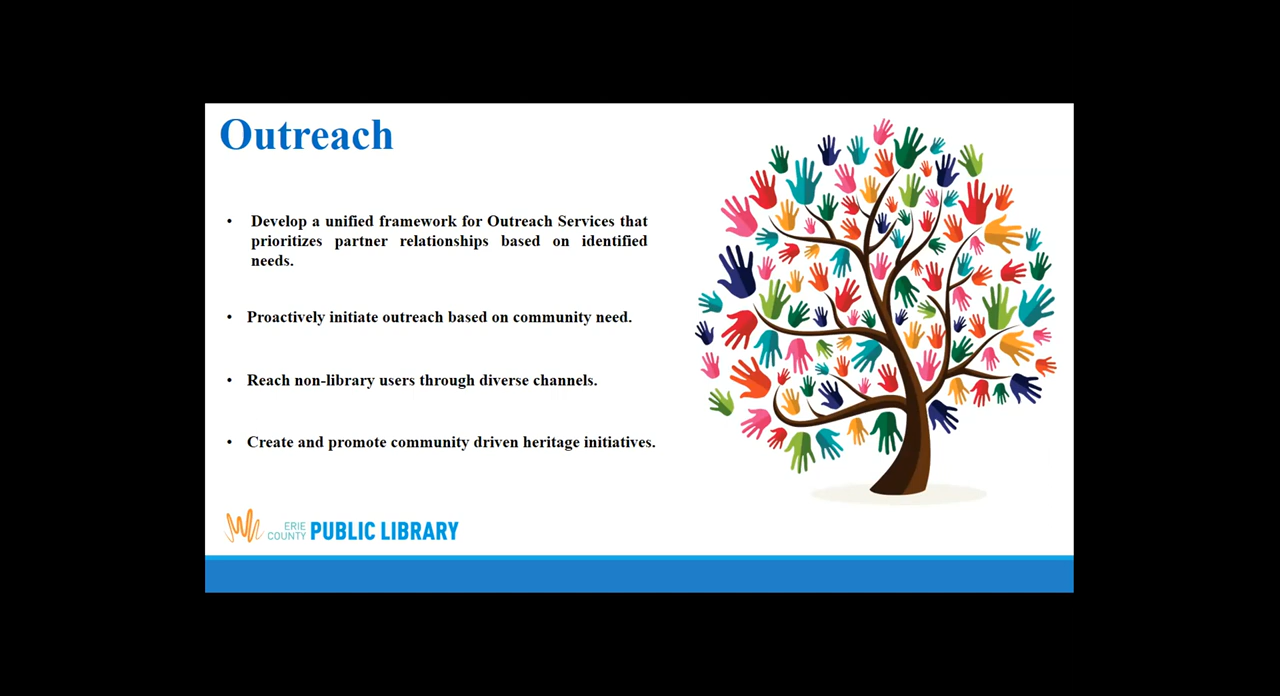 Outreach
• Develop a unified framework for Outreach Services that
prioritizes partner relationships based on identified
needs.
• Proactively initiate outreach based on community need.
• Reach non-library users through diverse channels.
• Create and promote community driven heritage initiatives.
ERIE
COUNTY PUBLIC LIBRARY